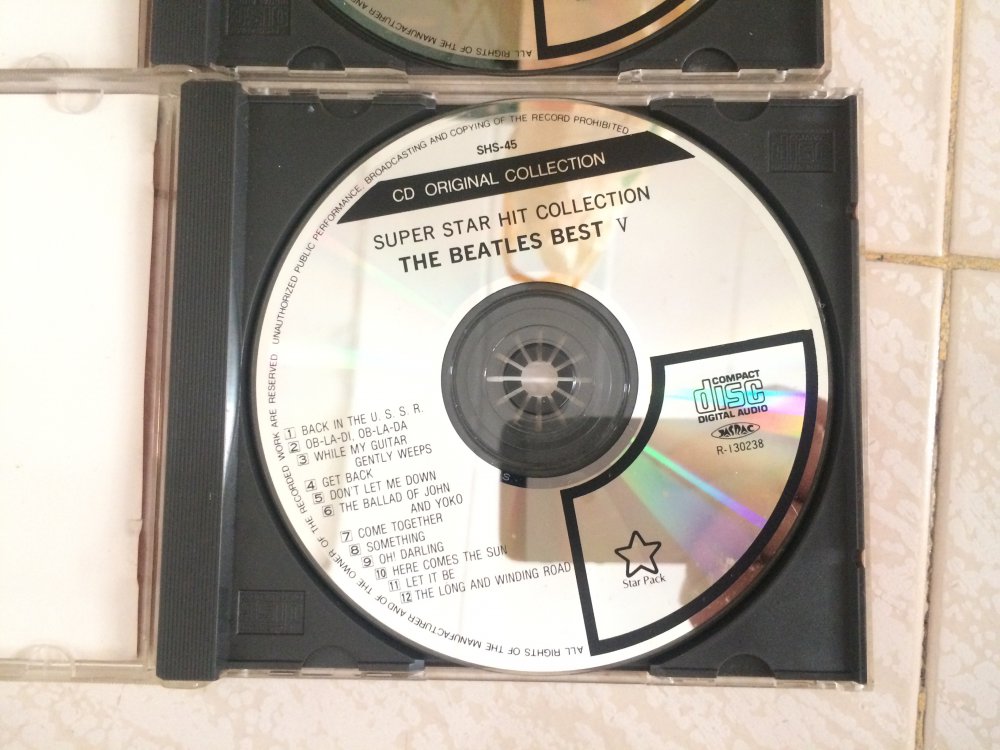 ALL RIGHTS OF THE MANUFACTURER AND
ALL RIGHTS OF THE MANUFACTURER AND OF THE OWNER OF THE RECORDED WORK ARE RESERVED UNAUTHORIZED PUBLIC PERFORMANCE, BROADCASTING AND COPYING OF THE RECORD PROHIBITED
SHS-45
CD ORIGINAL COLLECTION
SUPER STAR HIT COLLECTION
THE BEATLES BEST V
1 BACK IN THE U. S. S. R.
2 OB-LA-DI, OB-LA-DA
3 WHILE MY GUITAR
GENTLY WEEPS
4 GET BACK
5 DON'T LET ME DOWN
6 THE BALLAD OF JOHN
AND YOKO
7 COME TOGETHER
8 SOMETHING
9 OH! DARLING
10 HERE COMES THE SUN
11 LET IT BE
12 THE LONG AND WINDING ROAD
COMPACT
disc
DIGITAL AUDIO
JASRAC
R-130238
Star Pack